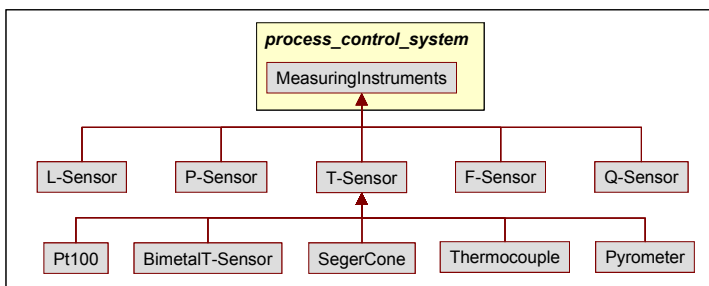 process_control_system
MeasuringInstruments
L-Sensor P-Sensor T-Sensor F-Sensor Q-Sensor
Pt100 BimetalT-Sensor SegerCone Thermocouple Pyrometer